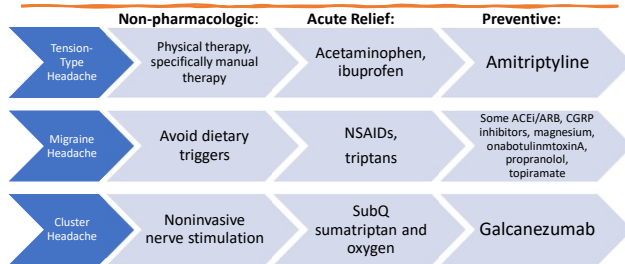 Non-pharmacologic:
Acute Relief:
Preventive:
Tension-
Type
Headache
Physical therapy,
specifically manual
therapy
Acetaminophen,
ibuprofen
Amitriptyline
Migraine
Headache
Avoid dietary
triggers
NSAIDs,
triptans
Some ACEi/ARB, CGRP
inhibitors, magnesium,
onabotulinmtoxinA,
propranolol,
topiramate
Cluster
Headache
Noninvasive
nerve stimulation
SubQ
sumatriptan and
oxygen
Galcanezumab